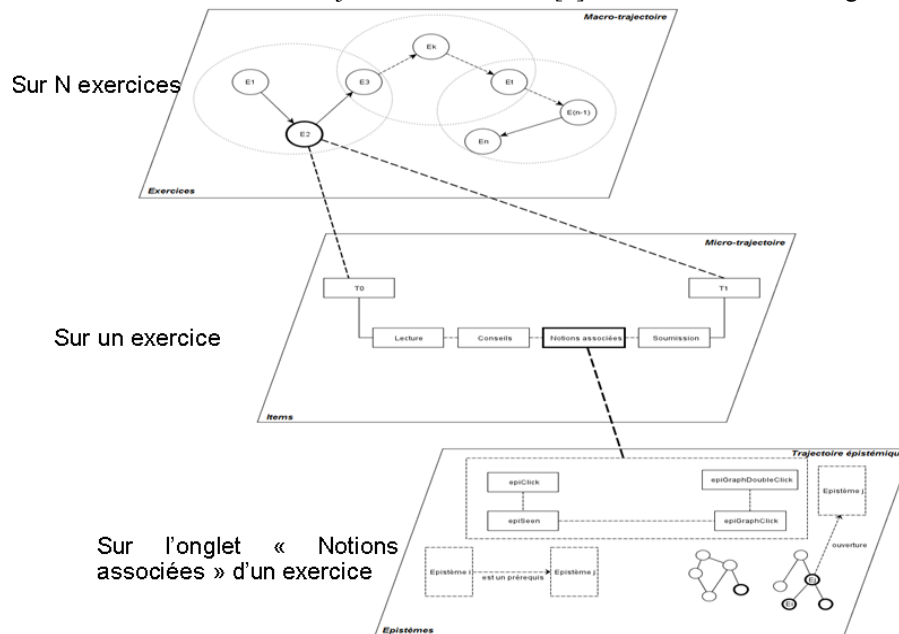 Macro-trajectoire
Ek
E1
E3
Et
E(n-1)
E2
En
Exercices
Sur N exercices
Micro-trajectoire
T0
T1
Lecture
Conseils
Notions associées
Soumission
Sur un exercice
Items
Trajectoire épistémique
epiClick
epiGraphDoubleClick
Epistème j
epiSeen
epiGraphClick
ouverture
Sur l'onglet « Notions
associées » d'un exercice
Epistème i
est un prérequis
Epistème j
Ej
Ei
Epistèmes